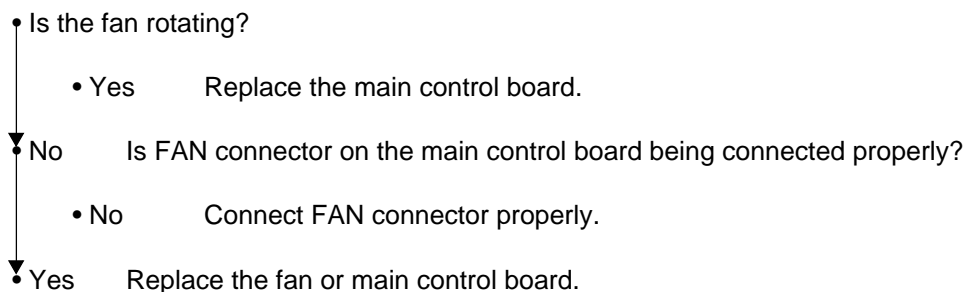 • Is the fan rotating?
• Yes Replace the main control board.
• No Is FAN connector on the main control board being connected properly?
• No Connect FAN connector properly.
• Yes Replace the fan or main control board.